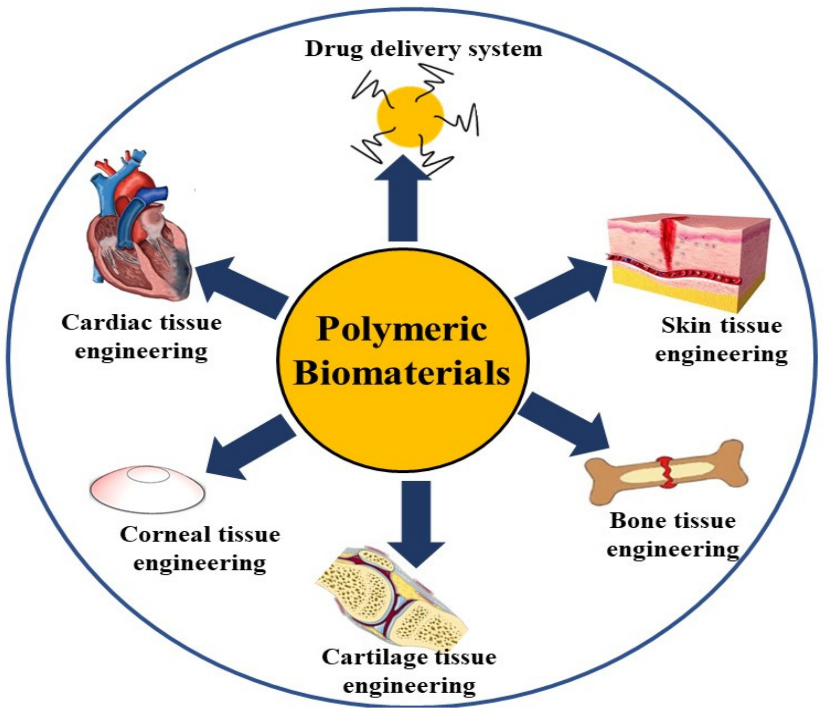 Drug delivery system
Cardiac tissue
engineering
Skin tissue
engineering
Polymeric
Biomaterials
Corneal tissue
engineering
Bone tissue
engineering
Cartilage tissue
engineering